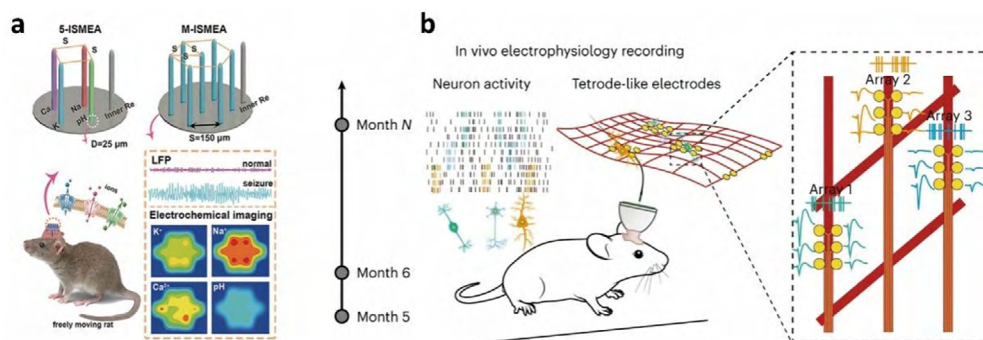 a
5-ISMEA
M-ISMEA
S
S
S
S
S
Ca
Na
K
pH
Inner Re
Inner Re
D=25 μm
S=150 μm
LFP
normal
seizure
ions
Electrochemical imaging
K⁺
Na⁺
Ca²⁺
pH
freely moving rat
b
In vivo electrophysiology recording
Neuron activity
Tetrode-like electrodes
Month N
Month 6
Month 5
Array 2
Array 3
Array 1